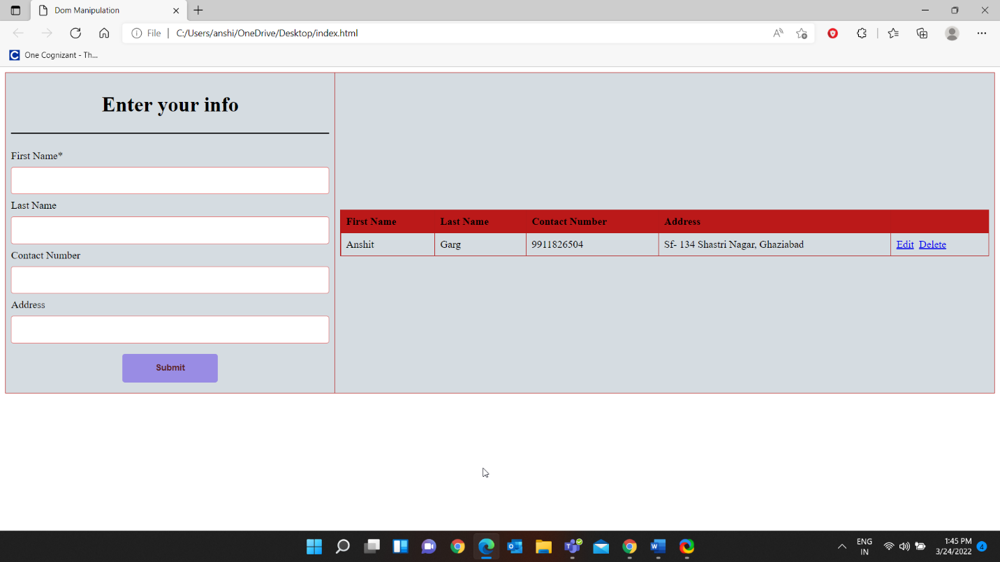 Dom Manipulation
File | C:/Users/anshi/OneDrive/Desktop/index.html
One Cognizant - Th...
Enter your info
First Name*
Last Name
Contact Number
Address
Submit
First Name Last Name Contact Number Address
Anshit Garg 9911826504 Sf- 134 Shastri Nagar, Ghaziabad Edit Delete
ENG 1:45 PM
IN 3/24/2022 4